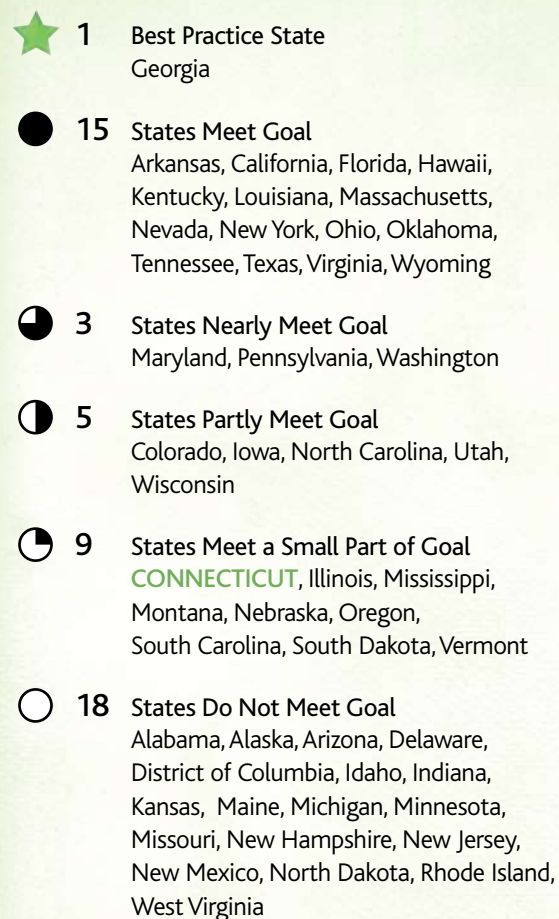 1 Best Practice State
Georgia
15 States Meet Goal
Arkansas, California, Florida, Hawaii,
Kentucky, Louisiana, Massachusetts,
Nevada, New York, Ohio, Oklahoma,
Tennessee, Texas, Virginia, Wyoming
3 States Nearly Meet Goal
Maryland, Pennsylvania, Washington
5 States Partly Meet Goal
Colorado, Iowa, North Carolina, Utah,
Wisconsin
9 States Meet a Small Part of Goal
CONNECTICUT, Illinois, Mississippi,
Montana, Nebraska, Oregon,
South Carolina, South Dakota, Vermont
18 States Do Not Meet Goal
Alabama, Alaska, Arizona, Delaware,
District of Columbia, Idaho, Indiana,
Kansas, Maine, Michigan, Minnesota,
Missouri, New Hampshire, New Jersey,
New Mexico, North Dakota, Rhode Island,
West Virginia